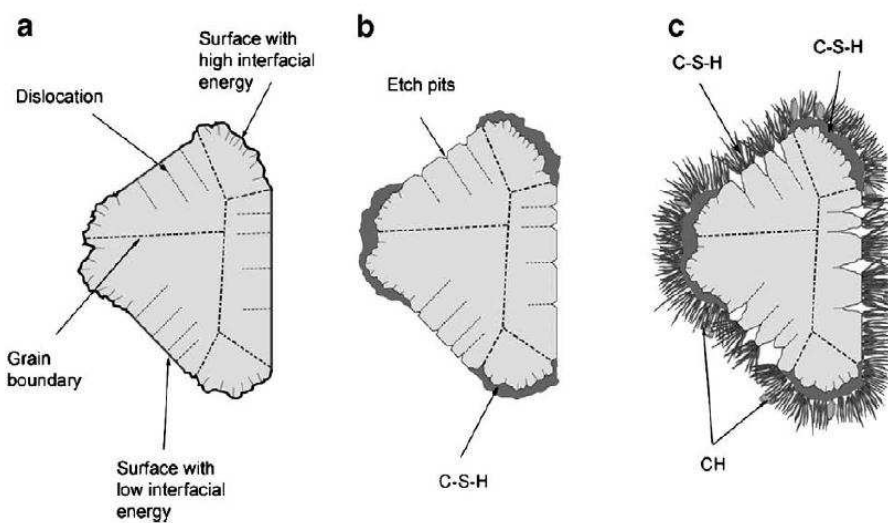 a
Surface with
high interfacial
energy
Dislocation
Grain
boundary
Surface with
low interfacial
energy
b
Etch pits
C-S-H
c
C-S-H
C-S-H
CH